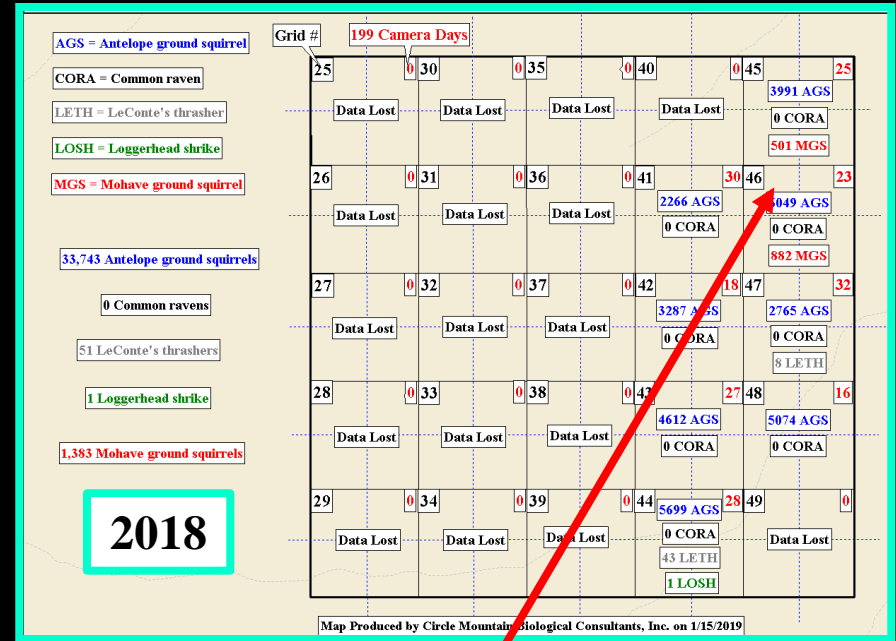 AGS = Antelope ground squirrel
CORA = Common raven
LETH = LeConte's thrasher
LOSH = Loggerhead shrike
MGS = Mohave ground squirrel
33,743 Antelope ground squirrels
0 Common ravens
51 LeConte's thrashers
1 Loggerhead shrike
1,383 Mohave ground squirrels
2018
Grid #
199 Camera Days
25 0 30 0 35 0 40 0 45 25
Data Lost Data Lost Data Lost Data Lost
3991 AGS
0 CORA
501 MGS
26 0 31 0 36 0 41 30 46 23
Data Lost Data Lost Data Lost
2266 AGS
0 CORA
6049 AGS
0 CORA
882 MGS
27 0 32 0 37 0 42 18 47 32
Data Lost Data Lost Data Lost
3287 AGS
0 CORA
2765 AGS
0 CORA
8 LETH
28 0 33 0 38 0 43 27 48 16
Data Lost Data Lost Data Lost
4612 AGS
0 CORA
5074 AGS
0 CORA
29 0 34 0 39 0 44 28 49 0
Data Lost Data Lost Data Lost
5699 AGS
0 CORA
43 LETH
1 LOSH
Data Lost
Map Produced by Circle Mountain Biological Consultants, Inc. on 1/15/2019